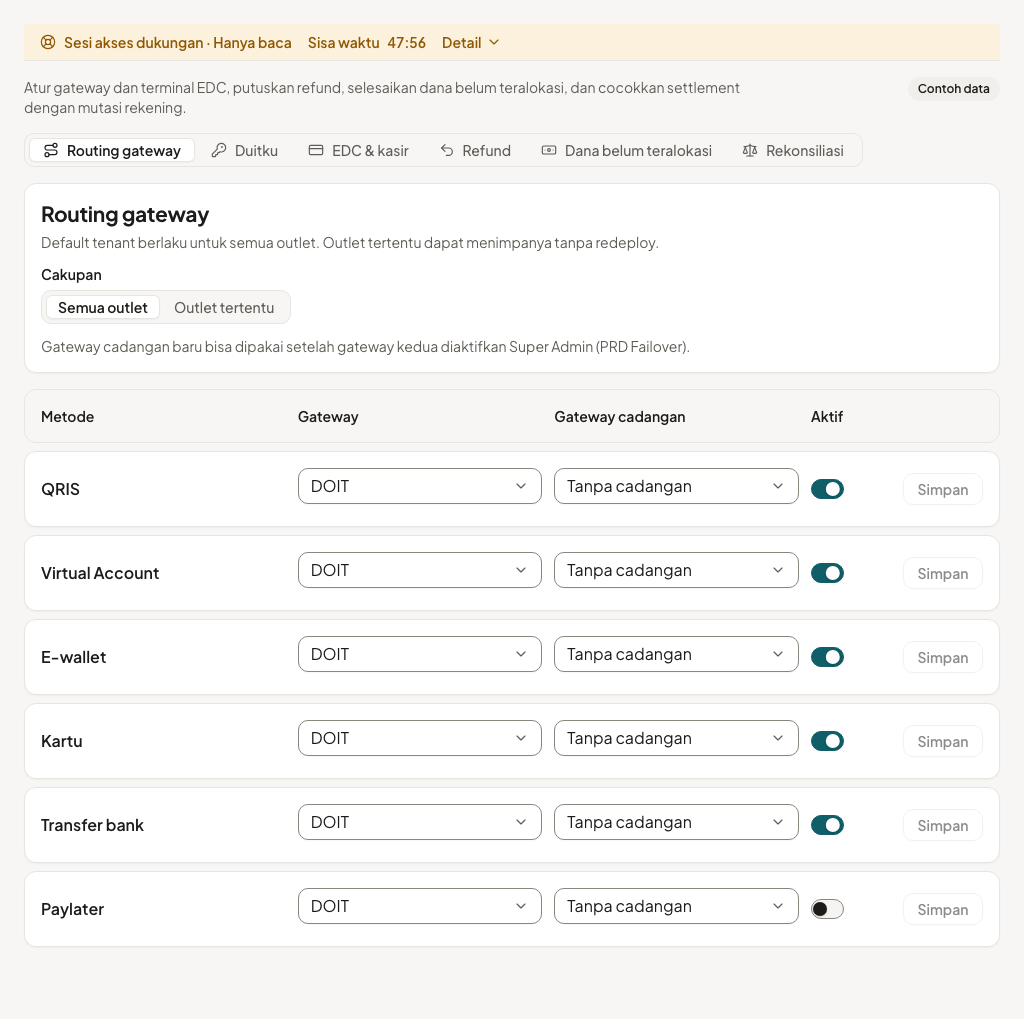 Sesi akses dukungan · Hanya baca Sisa waktu 47:56 Detail
Atur gateway dan terminal EDC, putuskan refund, selesaikan dana belum teralokasi, dan cocokkan settlement
dengan mutasi rekening.
Contoh data
Routing gateway Duitku EDC & kasir Refund Dana belum teralokasi Rekonsiliasi
Routing gateway
Default tenant berlaku untuk semua outlet. Outlet tertentu dapat menimpanya tanpa redeploy.
Cakupan
Semua outlet Outlet tertentu
Gateway cadangan baru bisa dipakai setelah gateway kedua diaktifkan Super Admin (PRD Failover).
Metode Gateway Gateway cadangan Aktif
QRIS DOIT Tanpa cadangan Simpan
Virtual Account DOIT Tanpa cadangan Simpan
E-wallet DOIT Tanpa cadangan Simpan
Kartu DOIT Tanpa cadangan Simpan
Transfer bank DOIT Tanpa cadangan Simpan
Paylater DOIT Tanpa cadangan Simpan